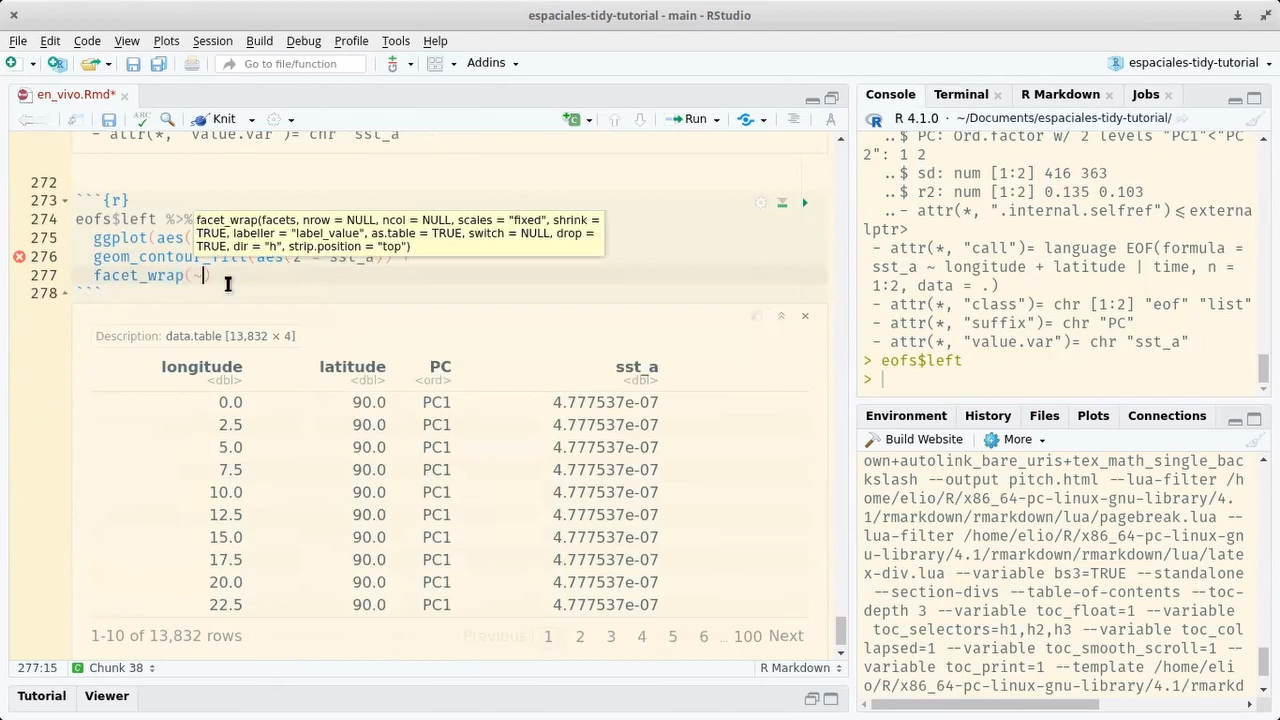 espaciales-tidy-tutorial - main - RStudio
File Edit Code View Plots Session Build Debug Profile Tools Help
Go to file/function
Addins
espaciales-tidy-tutorial
en_vivo.Rmd*
Knit
Run
- attr(*, "value.var")= chr "sst_a"
272
273 ```{r}
274 eofs$left %>%
275 ggplot(aes(
276 geom_contour_fill(aes(z = sst_a)) +
277 facet_wrap(~)
278 ```
facet_wrap(facets, nrow = NULL, ncol = NULL, scales = "fixed", shrink =
TRUE, labeller = "label_value", as.table = TRUE, switch = NULL, drop =
TRUE, dir = "h", strip.position = "top")
Description: data.table [13,832 × 4]
longitude latitude PC sst_a
<dbl> <dbl> <ord> <dbl>
0.0 90.0 PC1 4.777537e-07
2.5 90.0 PC1 4.777537e-07
5.0 90.0 PC1 4.777537e-07
7.5 90.0 PC1 4.777537e-07
10.0 90.0 PC1 4.777537e-07
12.5 90.0 PC1 4.777537e-07
15.0 90.0 PC1 4.777537e-07
17.5 90.0 PC1 4.777537e-07
20.0 90.0 PC1 4.777537e-07
22.5 90.0 PC1 4.777537e-07
1-10 of 13,832 rows Previous 1 2 3 4 5 6 ... 100 Next
277:15 Chunk 38 R Markdown
Tutorial Viewer
Console Terminal R Markdown Jobs
R 4.1.0 · ~/Documents/espaciales-tidy-tutorial/
..$ PC: Ord.factor w/ 2 levels "PC1"<"PC
2": 1 2
..$ sd: num [1:2] 416 363
..$ r2: num [1:2] 0.135 0.103
..- attr(*, ".internal.selfref")<=externa
lptr>
- attr(*, "call")= language EOF(formula =
sst_a ~ longitude + latitude | time, n =
1:2, data = .)
- attr(*, "class")= chr [1:2] "eof" "list"
- attr(*, "suffix")= chr "PC"
- attr(*, "value.var")= chr "sst_a"
> eofs$left
>
Environment History Files Plots Connections
Build Website More
own+autolink_bare_uris+tex_math_single_bac
kslash --output pitch.html --lua-filter /h
ome/elio/R/x86_64-pc-linux-gnu-library/4.
1/rmarkdown/rmarkdown/lua/pagebreak.lua --
lua-filter /home/elio/R/x86_64-pc-linux-gn
u-library/4.1/rmarkdown/rmarkdown/lua/late
x-div.lua --variable bs3=TRUE --standalone
--section-divs --table-of-contents --toc-
depth 3 --variable toc_float=1 --variable
toc_selectors=h1,h2,h3 --variable toc_col
lapsed=1 --variable toc_smooth_scroll=1 --
variable toc_print=1 --template /home/eli
o/R/x86_64-pc-linux-gnu-library/4.1/rmarkd